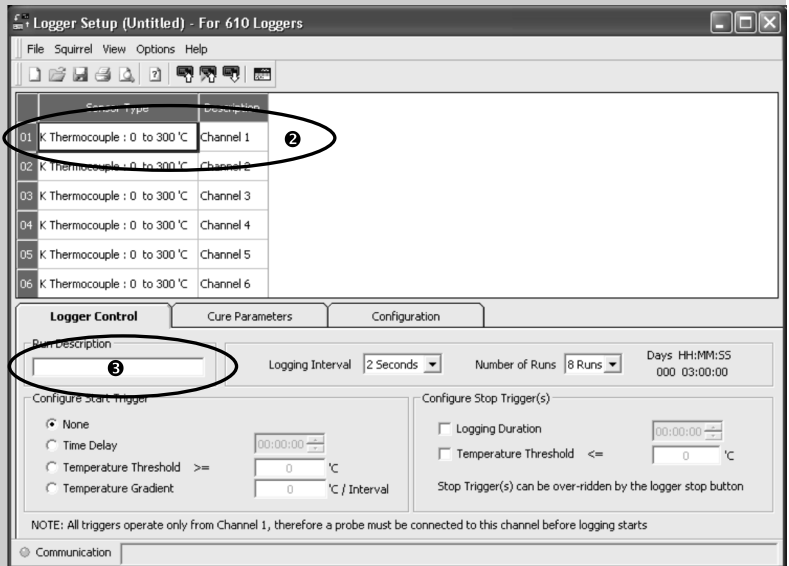 Logger Setup (Untitled) - For 610 Loggers
File Squirrel View Options Help
Sensor Type Description
01 K Thermocouple : 0 to 300 'C Channel 1 ❷
02 K Thermocouple : 0 to 300 'C Channel 2
03 K Thermocouple : 0 to 300 'C Channel 3
04 K Thermocouple : 0 to 300 'C Channel 4
05 K Thermocouple : 0 to 300 'C Channel 5
06 K Thermocouple : 0 to 300 'C Channel 6
Logger Control Cure Parameters Configuration
Run Description
❸ Logging Interval 2 Seconds Number of Runs 8 Runs Days HH:MM:SS
000 03:00:00
Configure Start Trigger Configure Stop Trigger(s)
None
Time Delay 00:00:00
Temperature Threshold >= 0 'C
Temperature Gradient 0 'C / Interval
Logging Duration 00:00:00
Temperature Threshold <= 0 'C
Stop Trigger(s) can be over-ridden by the logger stop button
NOTE: All triggers operate only from Channel 1, therefore a probe must be connected to this channel before logging starts
Communication